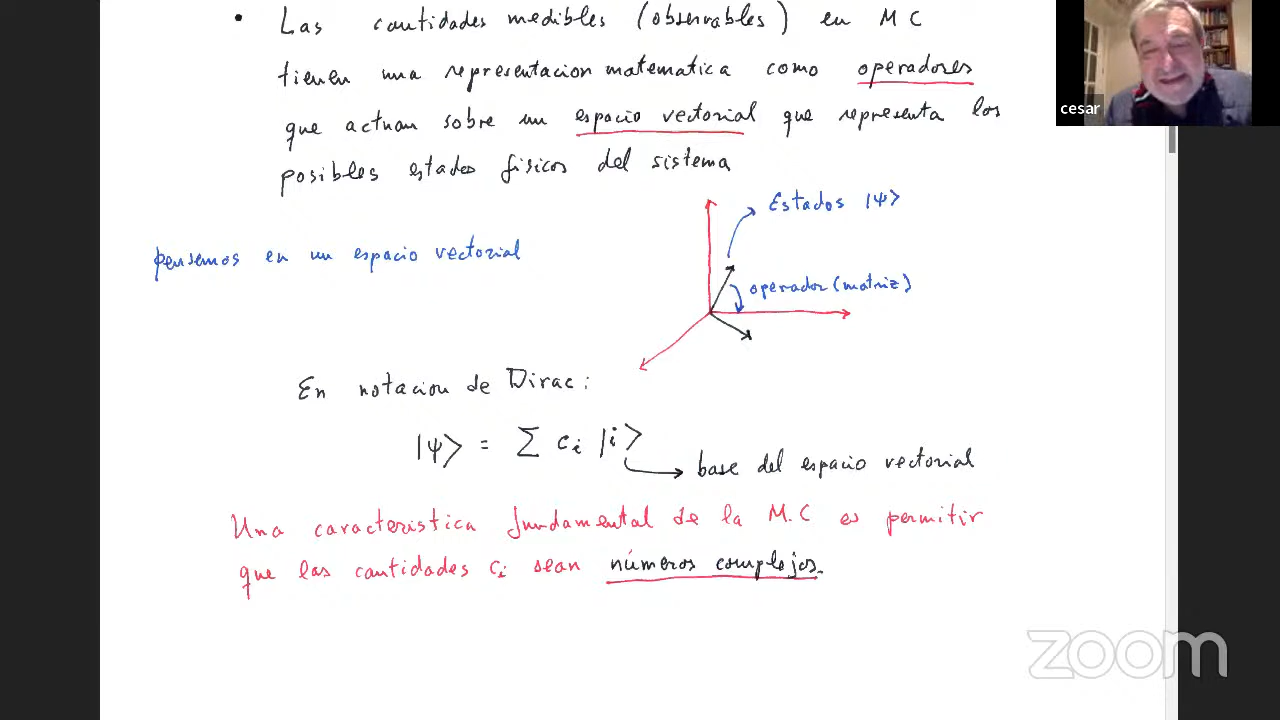 • Las cantidades medibles (observables) en MC
tienen una representacion matematica como operadores
que actuan sobre un espacio vectorial que representa los
posibles estados fisicos del sistema
cesar
Estados |ψ>
pensemos en un espacio vectorial
operador (matriz)
En notacion de Dirac:
|ψ> = Σ ci |i>
base del espacio vectorial
Una caracteristica fundamental de la M.C es permitir
que las cantidades ci sean números complejos.
zoom